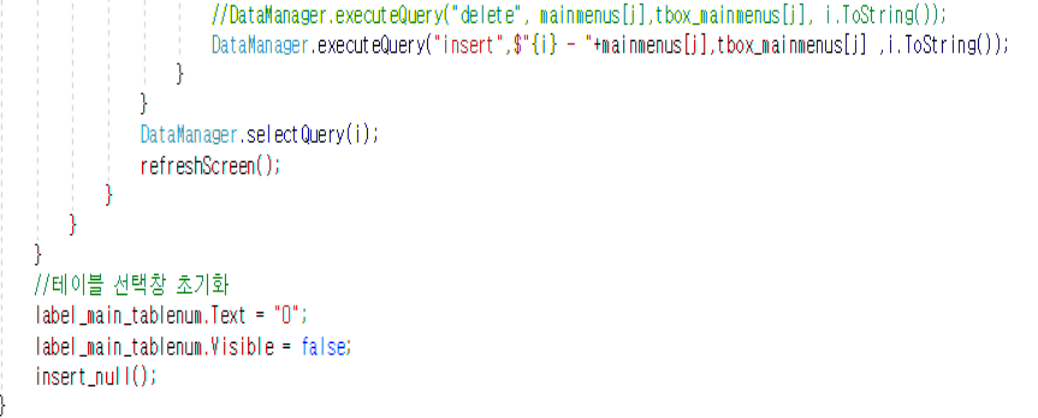 //DataManager.executeQuery("delete", mainmenus[j],tbox_mainmenus[j], i.ToString());
DataManager.executeQuery("insert",$"{i} - "+mainmenus[j],tbox_mainmenus[j] ,i.ToString());
}
}
DataManager.selectQuery(i);
refreshScreen();
}
}
}
//테이블 선택창 초기화
label_main_tablenum.Text = "0";
label_main_tablenum.Visible = false;
insert_null();
}